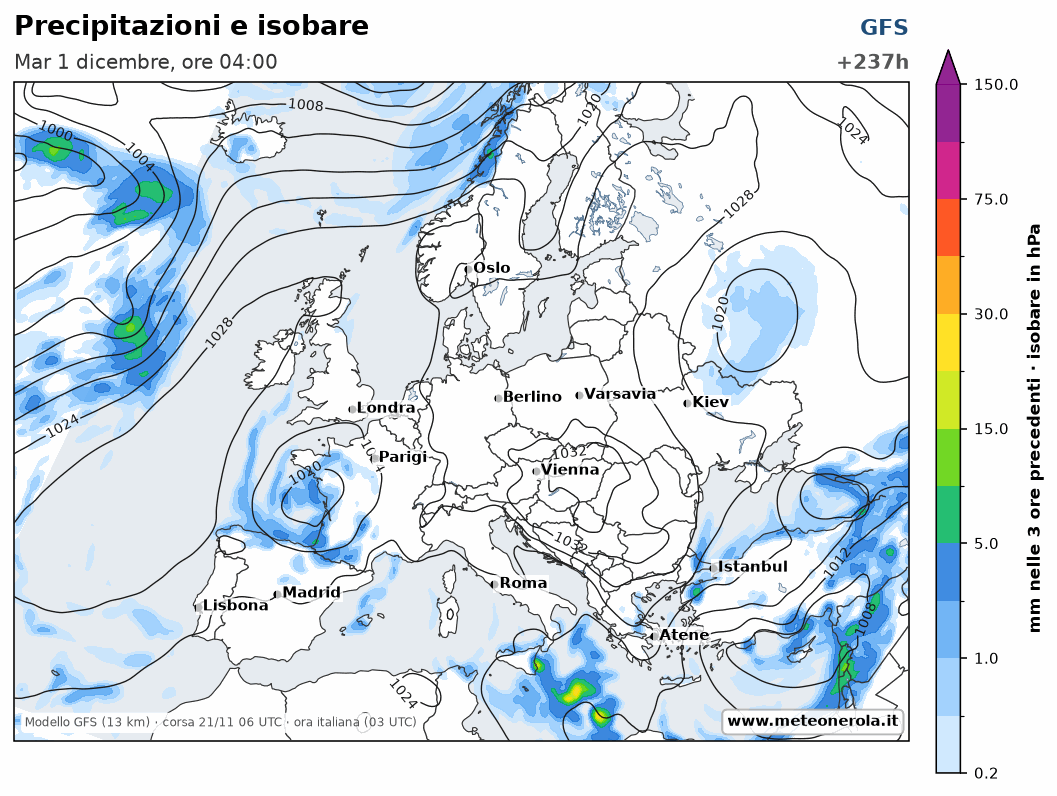 Precipitazioni e isobare
GFS
Mar 1 dicembre, ore 04:00
+237h
150.0
75.0
30.0
15.0
5.0
1.0
0.2
mm nelle 3 ore precedenti · isobare in hPa
1008
1000
1004
1020
1024
1028
Oslo
1020
1028
1024
Londra
Berlino
Varsavia
Kiev
Parigi
1020
1032
Vienna
1032
Istanbul
1012
Roma
Madrid
Lisbona
Atene
1008
1024
Modello GFS (13 km) · corsa 21/11 06 UTC · ora italiana (03 UTC)
www.meteonerola.it